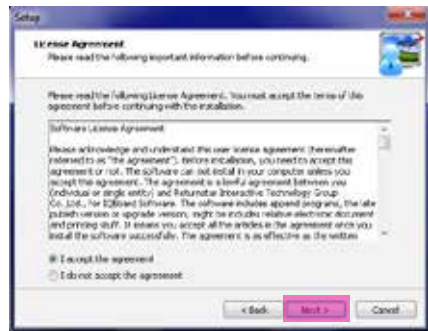 Setup
License Agreement
Please read the following important information before continuing.
Please read the following License Agreement. You must accept the terms of this
agreement before continuing with the installation.
Software License Agreement
Please acknowledge and understand this user license agreement (hereinafter
referred to as "the agreement"). Before installation, you need to accept this
agreement or not. The software can not install in your computer unless you
accept this agreement. The agreement is a lawful agreement between you
(individual or single entity) and Returnstar Interactive Technology Group
Co. Ltd., for IQBoard Software. The software includes append programs, the late
publish version or upgrade version, might be includes relative electronic document
and printing stuff. It means you accept all the articles in the agreement once you
install the software successfully. The agreement is as effective as the written
I accept the agreement
I do not accept the agreement
< Back
Next >
Cancel